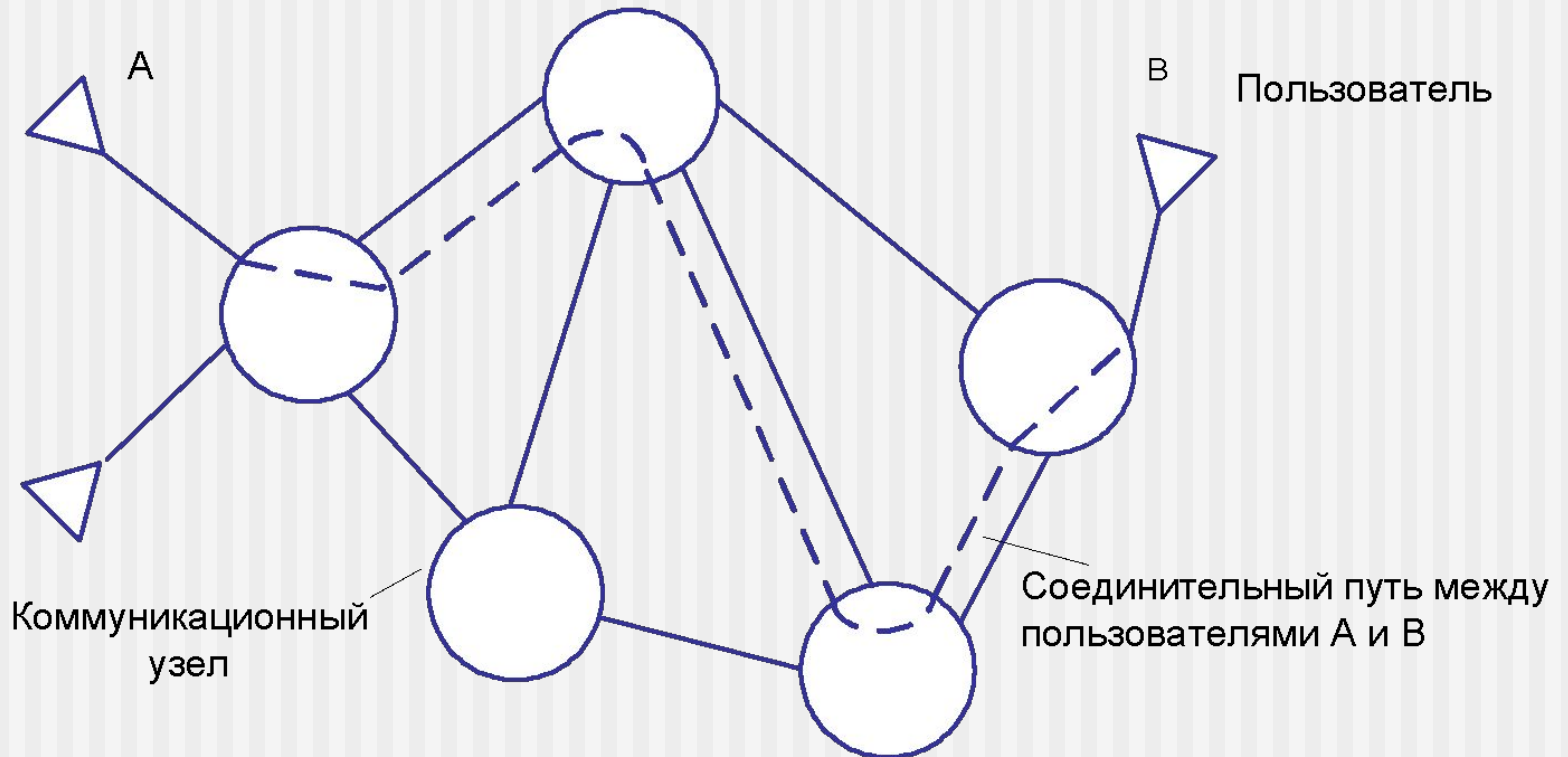 А
В
Пользователь
Коммуникационный
узел
Соединительный путь между
пользователями А и В